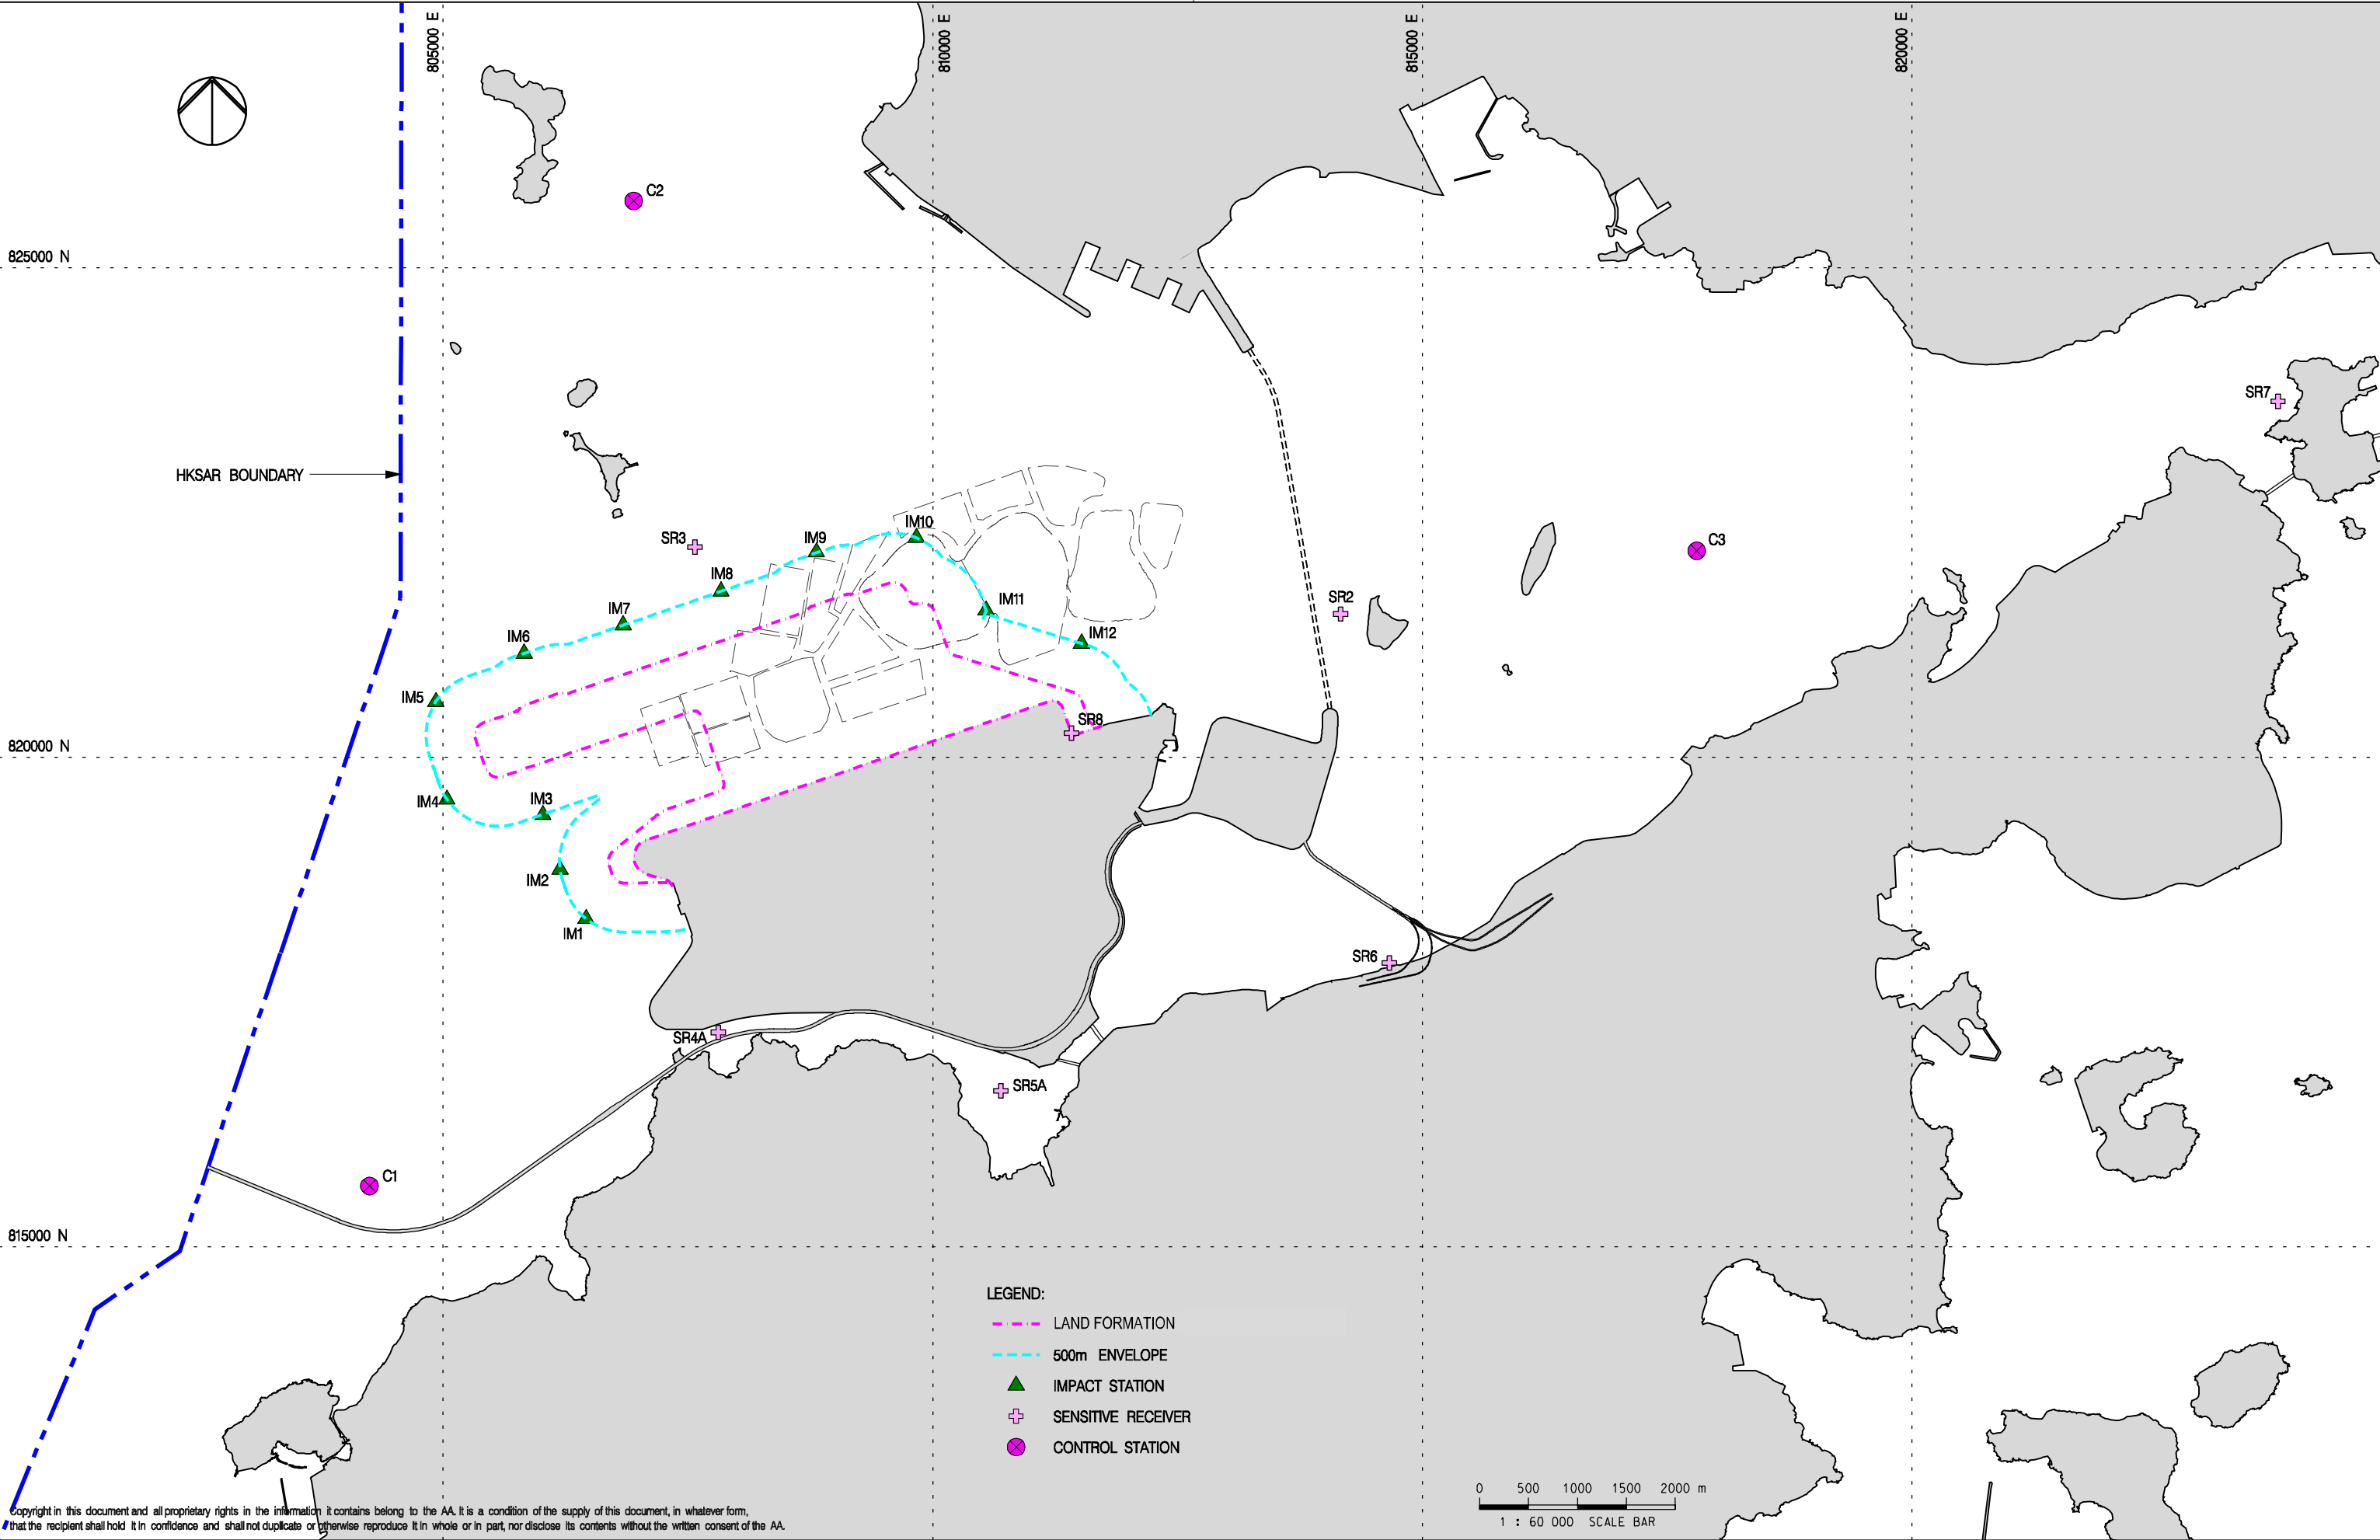 805000 E
810000 E
815000 E
820000 E
C2
825000 N
SR7
HKSAR BOUNDARY
IM10
IM9
SR3
C3
IM8
IM11
IM7
SR2
IM12
IM6
IM5
SR8
820000 N
IM4
IM3
IM2
IM1
SR6
SR4A
SR5A
C1
815000 N
LEGEND:
LAND FORMATION
500m ENVELOPE
IMPACT STATION
SENSITIVE RECEIVER
CONTROL STATION
0 500 1000 1500 2000 m
1 : 60 000 SCALE BAR
Copyright in this document and all proprietary rights in the information it contains belong to the AA. It is a condition of the supply of this document, in whatever form,
that the recipient shall hold it in confidence and shall not duplicate or otherwise reproduce it in whole or in part, nor disclose its contents without the written consent of the AA.